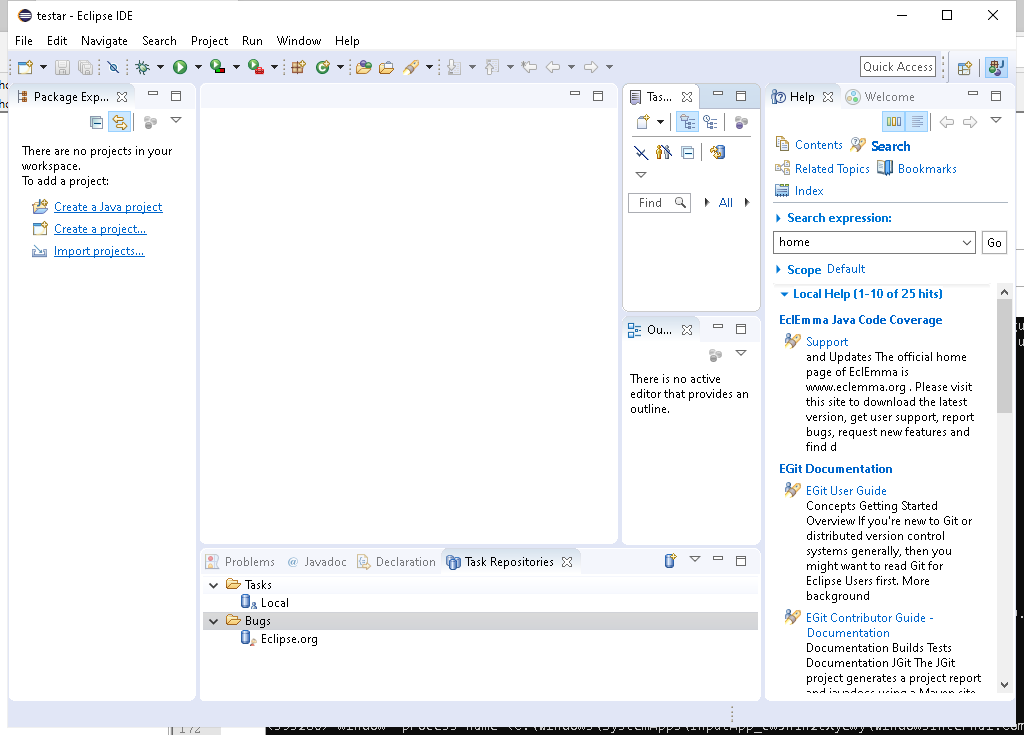 testar - Eclipse IDE
File Edit Navigate Search Project Run Window Help
Quick Access
Package Exp...
There are no projects in your
workspace.
To add a project:
Create a Java project
Create a project...
Import projects...
Tas...
Find
All
Ou...
There is no active
editor that provides an
outline.
Problems @ Javadoc Declaration Task Repositories
Tasks
Local
Bugs
Eclipse.org
Help Welcome
Contents Search
Related Topics Bookmarks
Index
Search expression:
home Go
Scope Default
Local Help (1-10 of 25 hits)
EclEmma Java Code Coverage
Support
and Updates The official home
page of EclEmma is
www.eclemma.org . Please visit
this site to download the latest
version, get user support, report
bugs, request new features and
find d
EGit Documentation
EGit User Guide
Concepts Getting Started
Overview If you're new to Git or
distributed version control
systems generally, then you
might want to read Git for
Eclipse Users first. More
background
EGit Contributor Guide -
Documentation
Documentation Builds Tests
Documentation JGit The JGit
project generates a project report
and javadocs using a Maven site
172